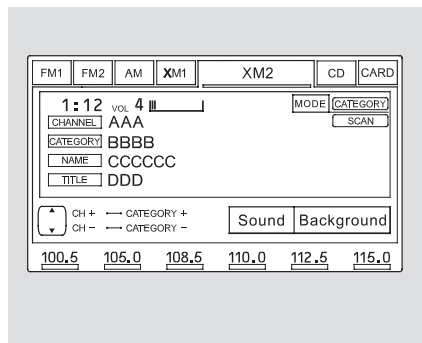 FM1 FM2 AM XM1 XM2 CD CARD
1:12 VOL 4 MODE CATEGORY
CHANNEL AAA SCAN
CATEGORY BBBB
NAME CCCCCC
TITLE DDD
CH + CATEGORY + Sound Background
CH − CATEGORY −
100.5 105.0 108.5 110.0 112.5 115.0